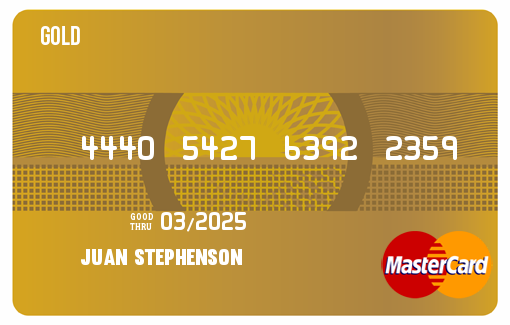 GOLD
4440 5427 6392 2359
GOOD THRU 03/2025
JUAN STEPHENSON
MasterCard